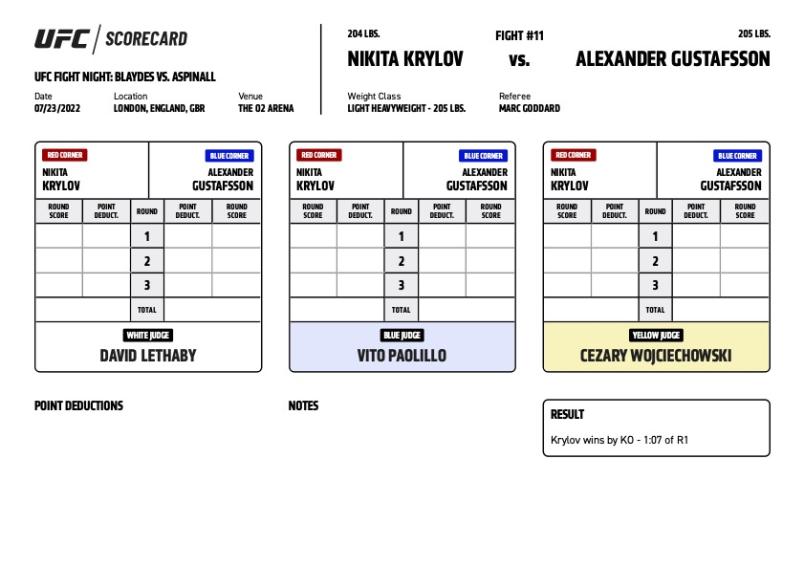 UFC / SCORECARD
UFC FIGHT NIGHT: BLAYDES VS. ASPINALL
Date Location Venue
07/23/2022 LONDON, ENGLAND, GBR THE O2 ARENA
204 LBS. FIGHT #11 205 LBS.
NIKITA KRYLOV VS. ALEXANDER GUSTAFSSON
Weight Class Referee
LIGHT HEAVYWEIGHT - 205 LBS. MARC GODDARD
RED CORNER BLUE CORNER
NIKITA ALEXANDER
KRYLOV GUSTAFSSON
ROUND POINT ROUND POINT ROUND
SCORE DEDUCT. DEDUCT. SCORE
1
2
3
TOTAL
WHITE JUDGE
DAVID LETHABY
RED CORNER BLUE CORNER
NIKITA ALEXANDER
KRYLOV GUSTAFSSON
ROUND POINT ROUND POINT ROUND
SCORE DEDUCT. DEDUCT. SCORE
1
2
3
TOTAL
BLUE JUDGE
VITO PAOLILLO
RED CORNER BLUE CORNER
NIKITA ALEXANDER
KRYLOV GUSTAFSSON
ROUND POINT ROUND POINT ROUND
SCORE DEDUCT. DEDUCT. SCORE
1
2
3
TOTAL
YELLOW JUDGE
CEZARY WOJCIECHOWSKI
POINT DEDUCTIONS
NOTES
RESULT
Krylov wins by KO - 1:07 of R1